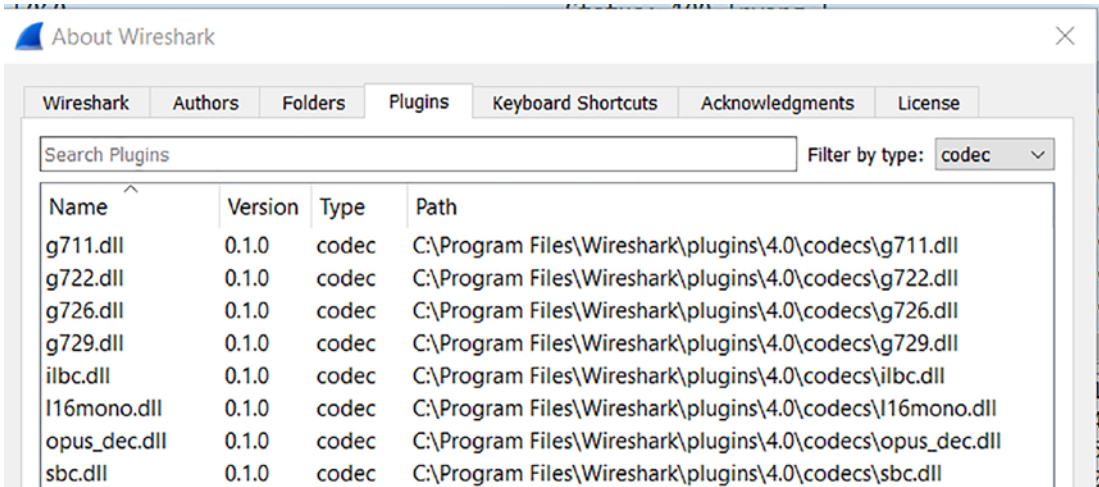 About Wireshark
Wireshark Authors Folders Plugins Keyboard Shortcuts Acknowledgments License
Search Plugins Filter by type: codec
Name Version Type Path
g711.dll 0.1.0 codec C:\Program Files\Wireshark\plugins\4.0\codecs\g711.dll
g722.dll 0.1.0 codec C:\Program Files\Wireshark\plugins\4.0\codecs\g722.dll
g726.dll 0.1.0 codec C:\Program Files\Wireshark\plugins\4.0\codecs\g726.dll
g729.dll 0.1.0 codec C:\Program Files\Wireshark\plugins\4.0\codecs\g729.dll
ilbc.dll 0.1.0 codec C:\Program Files\Wireshark\plugins\4.0\codecs\ilbc.dll
l16mono.dll 0.1.0 codec C:\Program Files\Wireshark\plugins\4.0\codecs\l16mono.dll
opus_dec.dll 0.1.0 codec C:\Program Files\Wireshark\plugins\4.0\codecs\opus_dec.dll
sbc.dll 0.1.0 codec C:\Program Files\Wireshark\plugins\4.0\codecs\sbc.dll